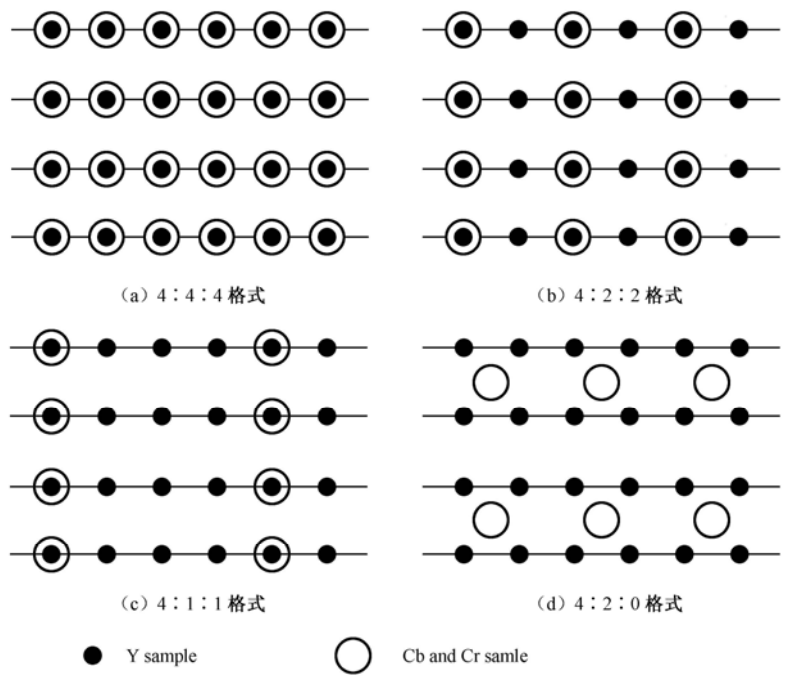 （a）4：4：4 格式
（b）4：2：2 格式
（c）4：1：1 格式
（d）4：2：0 格式
Y sample
Cb and Cr samle